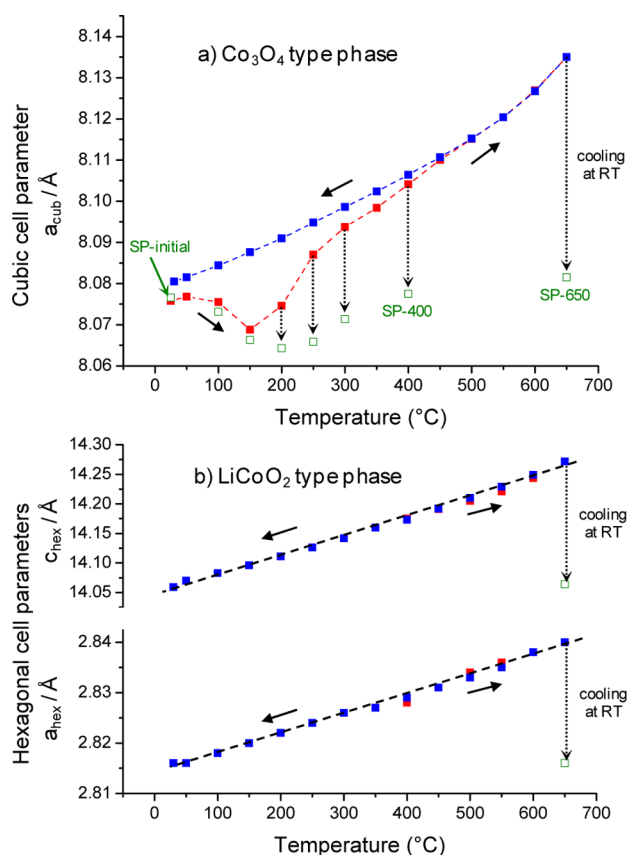 8.14
a) Co₃O₄ type phase
8.13
8.12
cooling
at RT
8.11
8.10
Cubic cell parameter
a_cub / Å
8.09
SP-initial
8.08
SP-400
SP-650
8.07
8.06
0 100 200 300 400 500 600 700
Temperature (°C)
14.30
b) LiCoO₂ type phase
14.25
14.20
cooling
at RT
14.15
c_hex / Å
14.10
14.05
Hexagonal cell parameters
2.84
2.83
cooling
at RT
a_hex / Å
2.82
2.81
0 100 200 300 400 500 600 700
Temperature (°C)